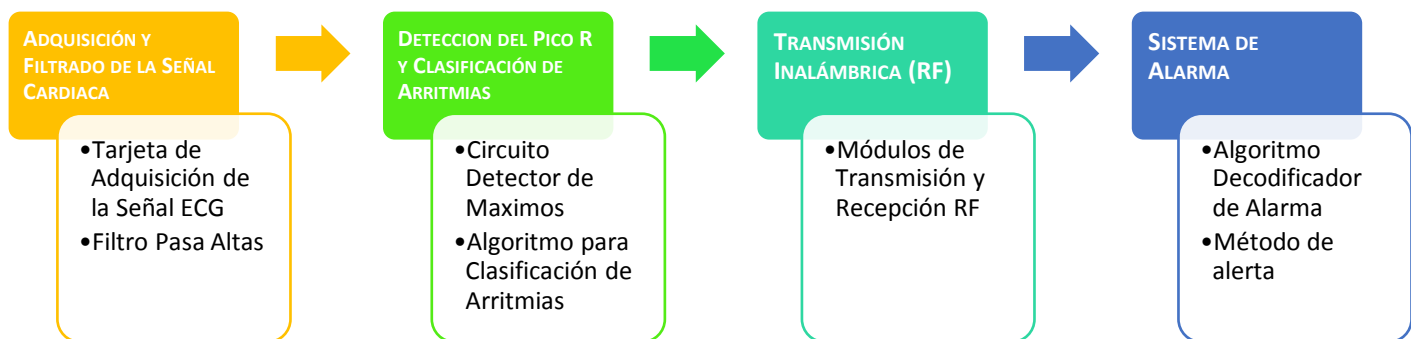 ADQUISICIÓN Y
FILTRADO DE LA SEÑAL
CARDIACA
•Tarjeta de
Adquisición de
la Señal ECG
•Filtro Pasa Altas
DETECCION DEL PICO R
Y CLASIFICACIÓN DE
ARRITMIAS
•Circuito
Detector de
Maximos
•Algoritmo para
Clasificación de
Arritmias
TRANSMISIÓN
INALÁMBRICA (RF)
•Módulos de
Transmisión y
Recepción RF
SISTEMA DE
ALARMA
•Algoritmo
Decodificador
de Alarma
•Método de
alerta